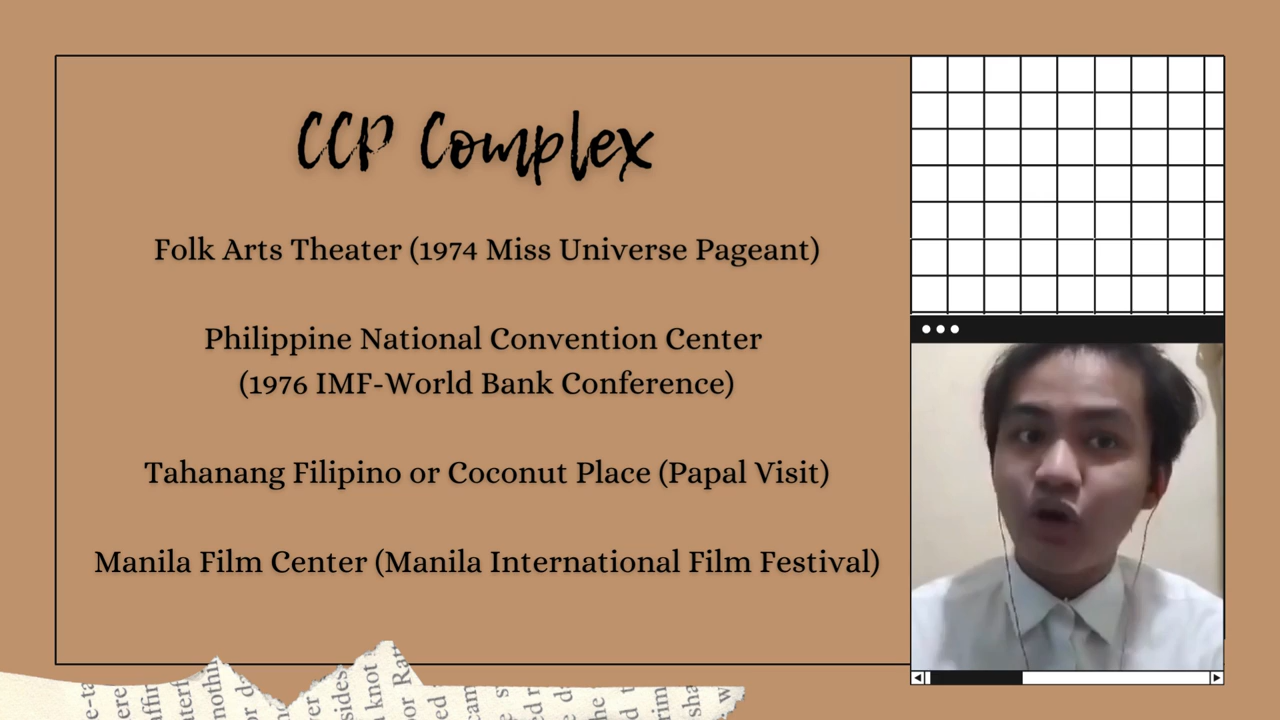 CCP Complex
Folk Arts Theater (1974 Miss Universe Pageant)
Philippine National Convention Center
(1976 IMF-World Bank Conference)
Tahanang Filipino or Coconut Place (Papal Visit)
Manila Film Center (Manila International Film Festival)